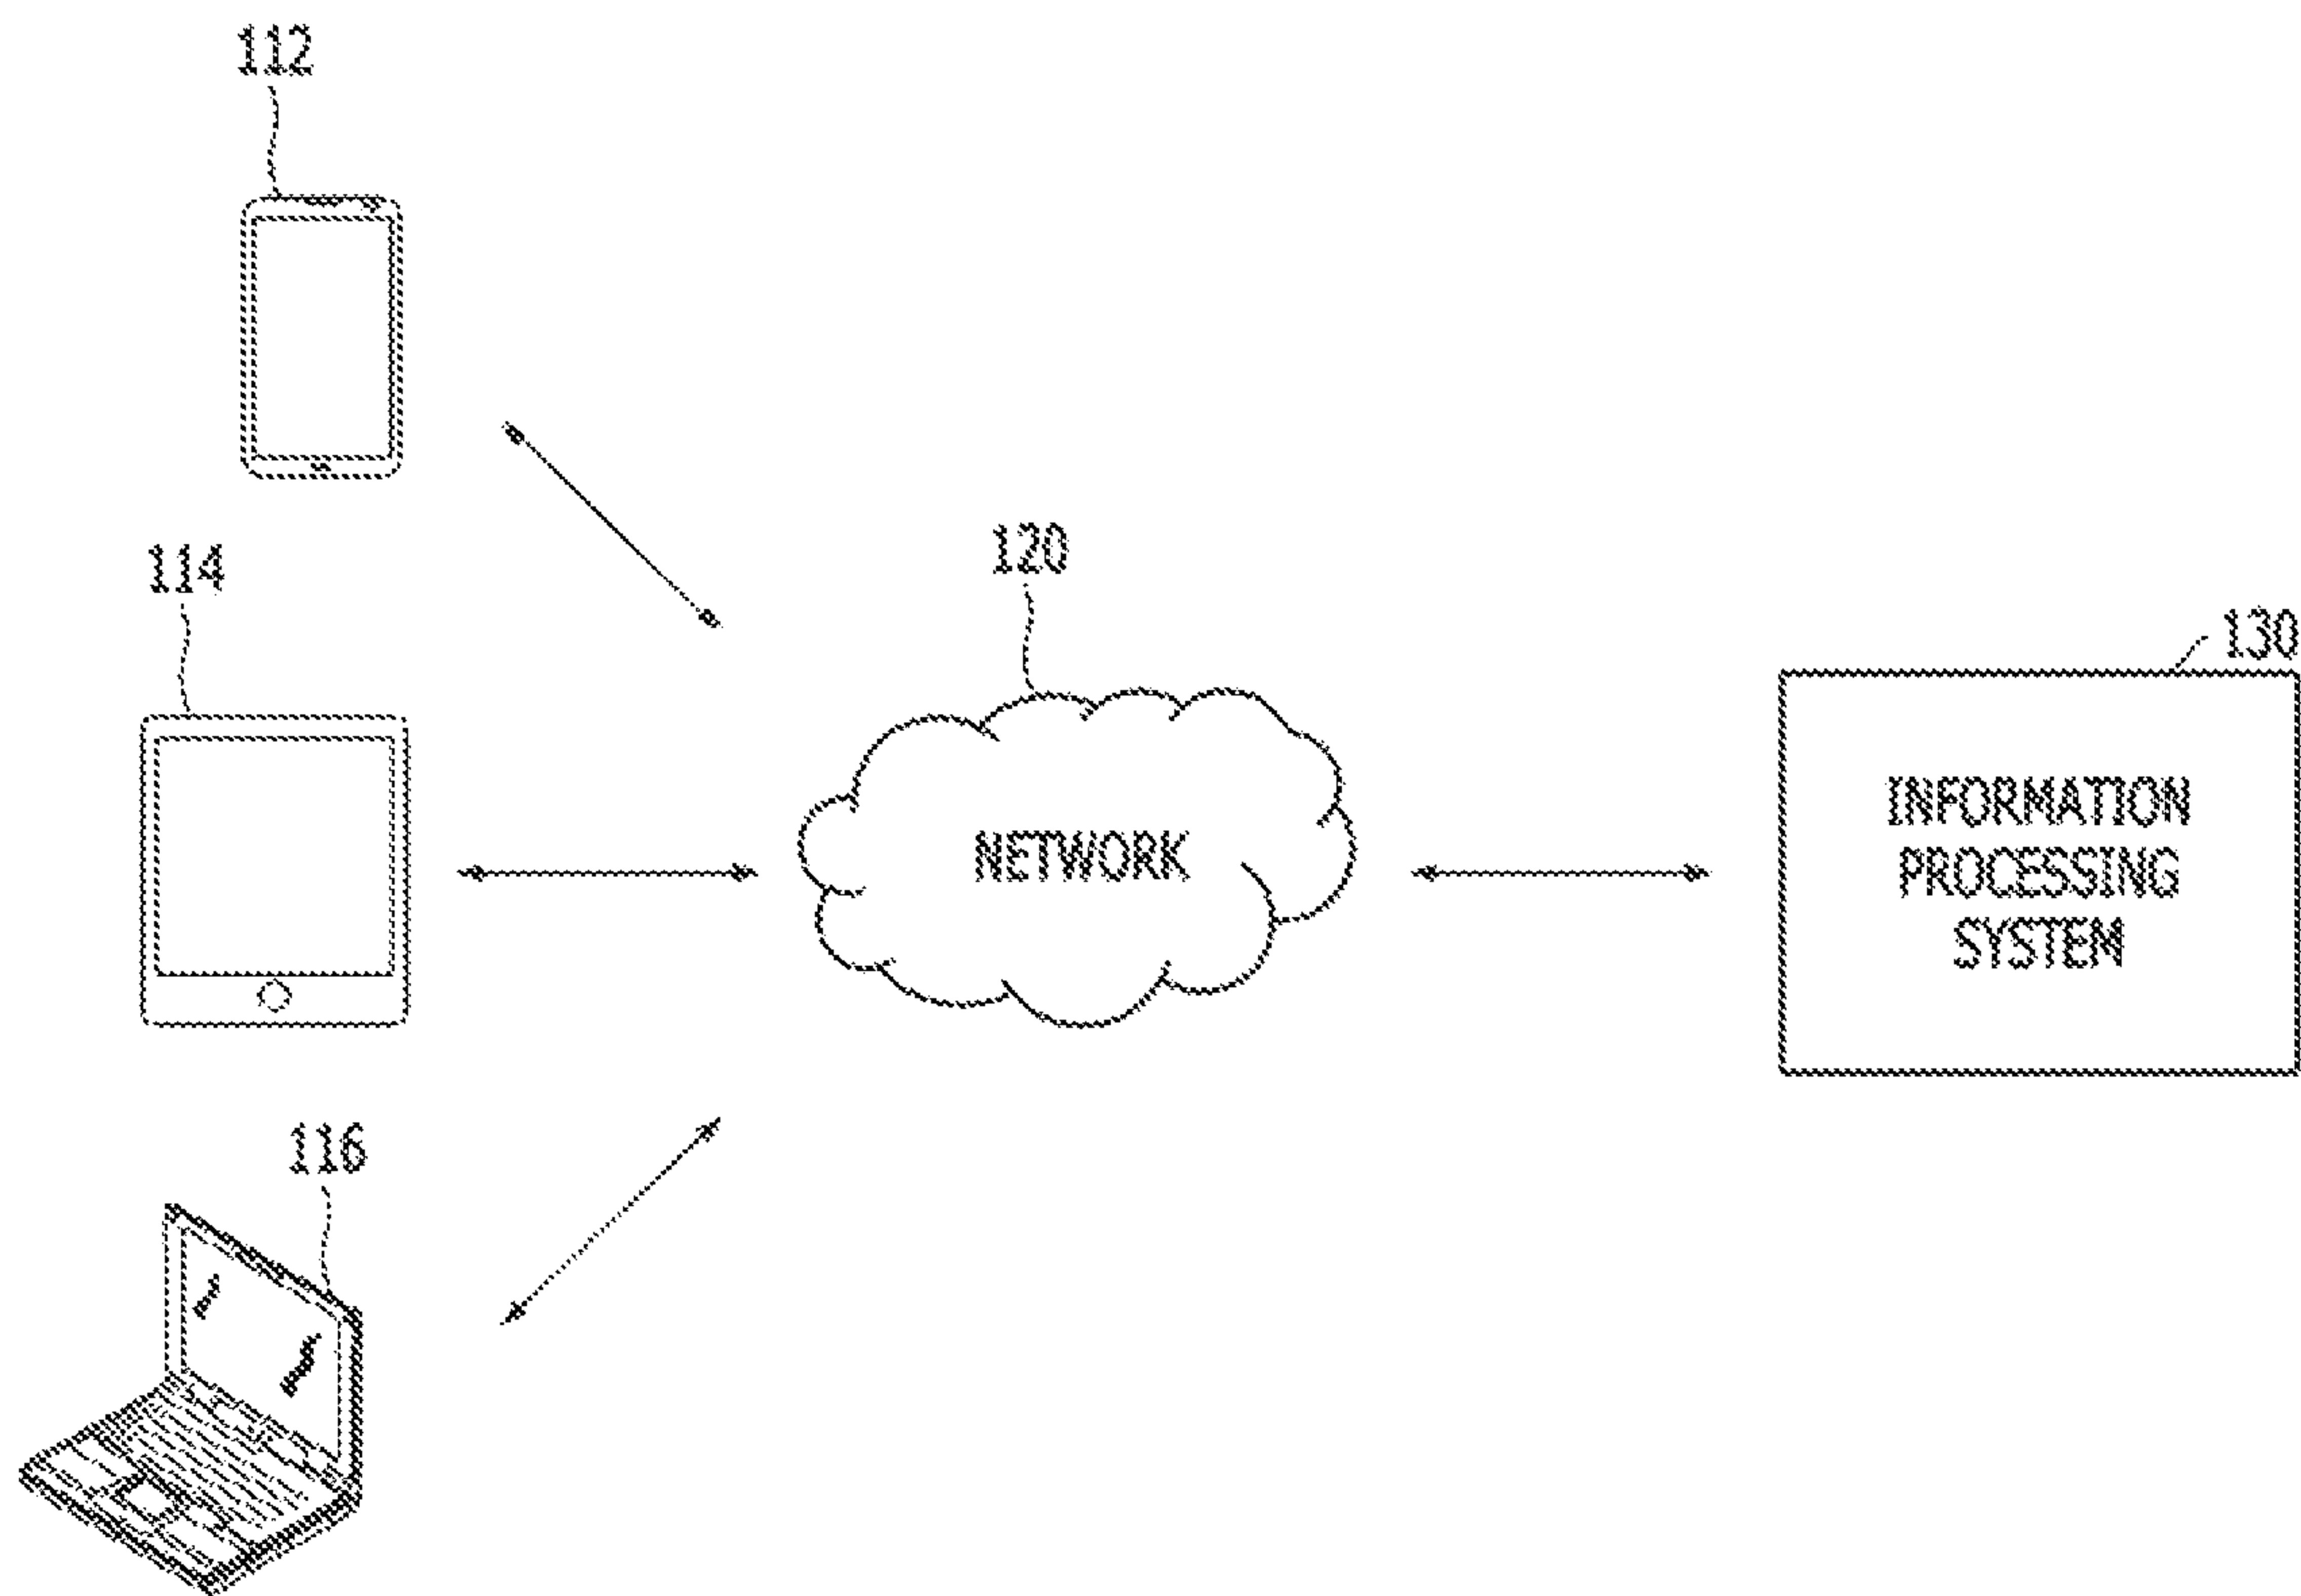 112
114
120
130
NETWORK
INFORMATION
PROCESSING
SYSTEM
116